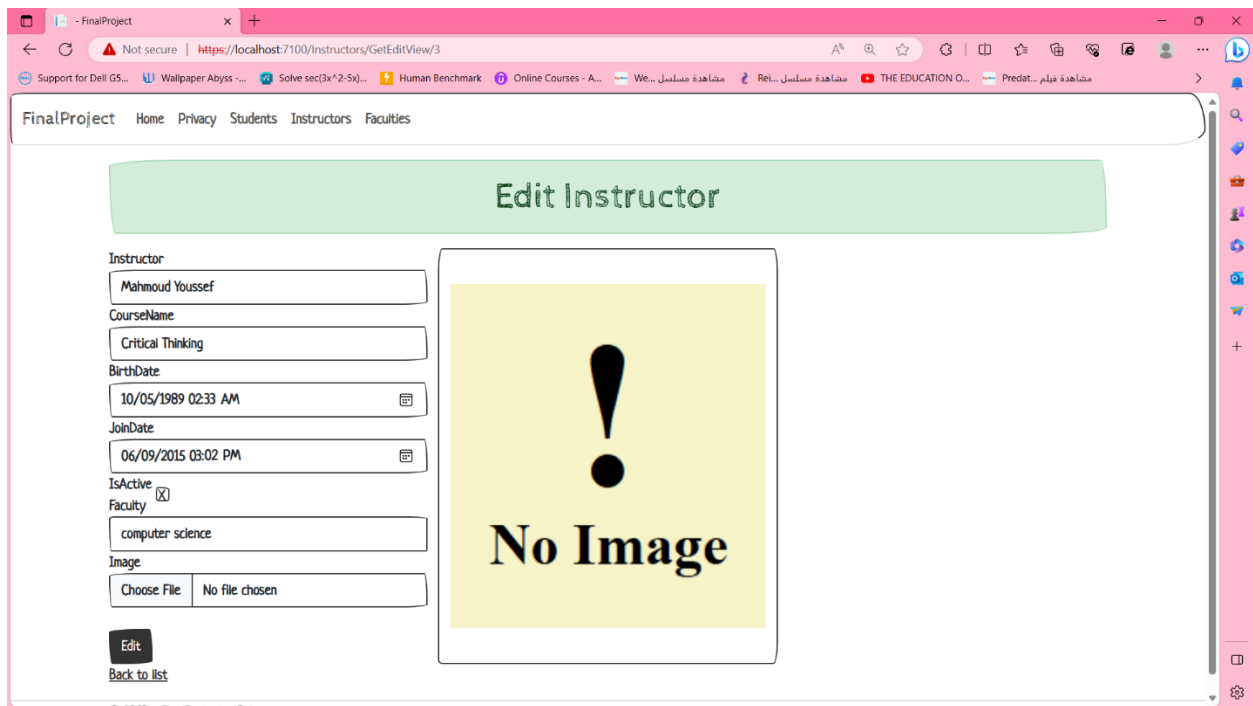 - FinalProject
Not secure | https://localhost:7100/Instructors/GetEditView/3
Support for Dell G5... Wallpaper Abyss -... Solve sec(3x^2-5x)... Human Benchmark Online Courses - A... مشاهدة مسلسل We... مشاهدة مسلسل Rei... THE EDUCATION O... مشاهدة فيلم Predat...
FinalProject Home Privacy Students Instructors Faculties
Edit Instructor
Instructor
Mahmoud Youssef
CourseName
Critical Thinking
BirthDate
10/05/1989 02:33 AM
JoinDate
06/09/2015 03:02 PM
IsActive
Faculty
computer science
Image
Choose File No file chosen
Edit
Back to list
! 
No Image